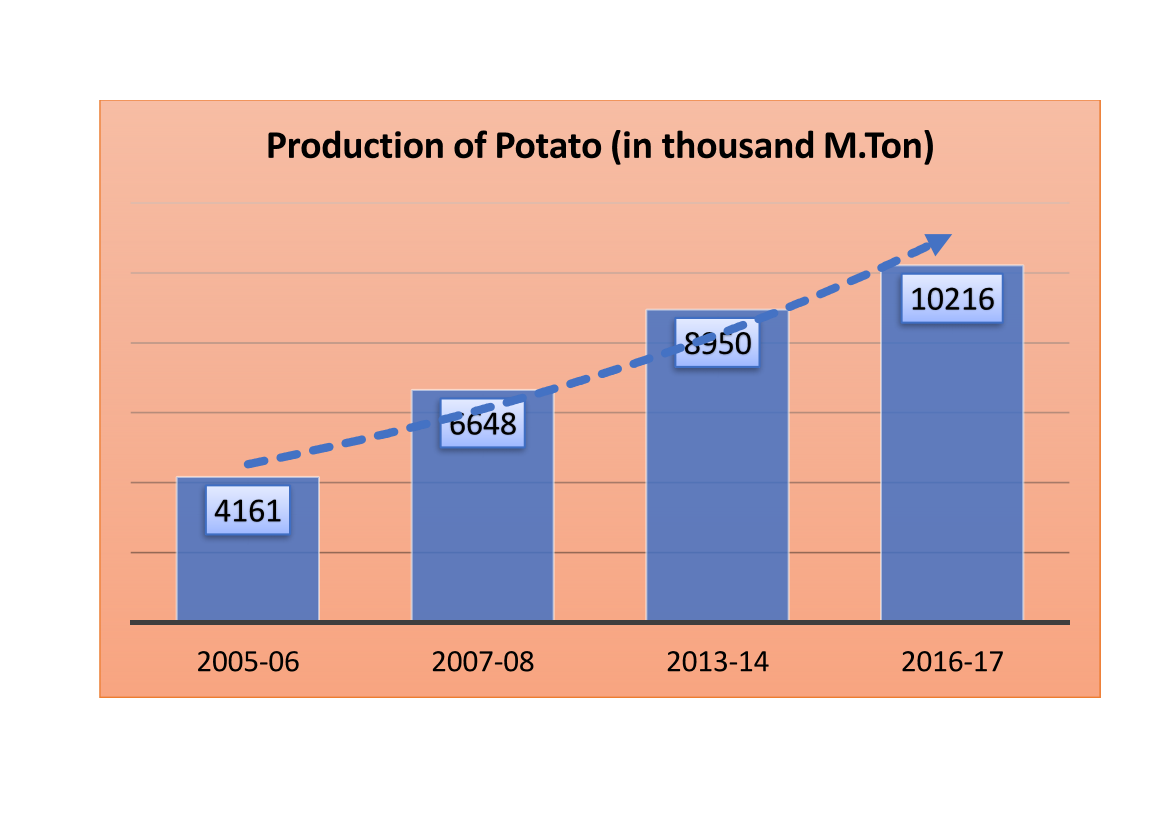 Production of Potato (in thousand M.Ton)
10216
8950
6648
4161
2005-06 2007-08 2013-14 2016-17